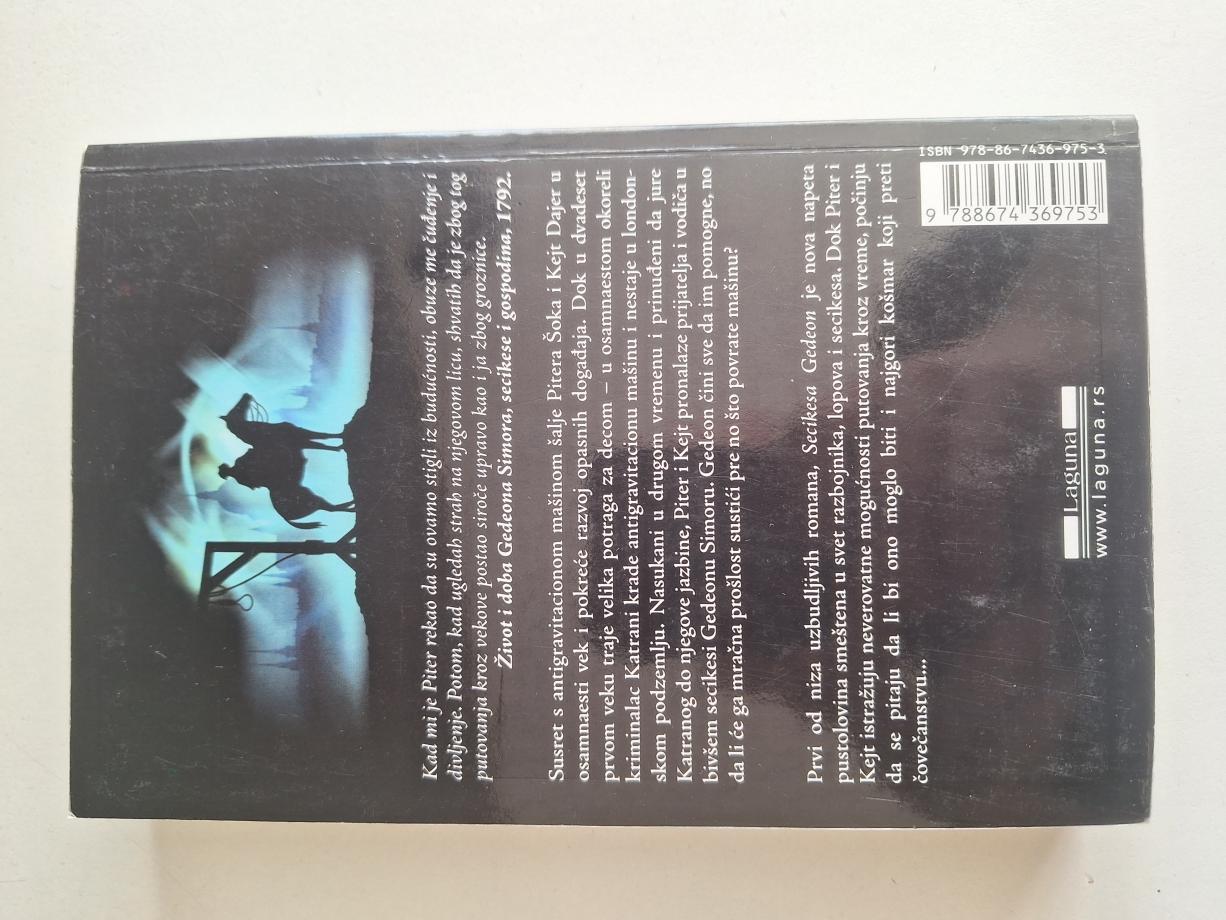 Kad mi je Piter rekao da su ovamo stigli iz budućnosti, obuze me čuđenje i
divljenje. Potom, kad ugledah strah na njegovom licu, shvatih da je zbog tog
putovanja kroz vekove postao siroče upravo kao i ja zbog groznice.
Život i doba Gedeona Simora, secikese i gospodina, 1792.
Susret s antigravitacionom mašinom šalje Pitera Šoka i Kejt Dajer u
osamnaesti vek i pokreće razvoj opasnih događaja. Dok u dvadeset
prvom veku traje velika potraga za decom – u osamnaestom okoreli
kriminalac Katrani krade antigravitacionu mašinu i nestaje u london-
skom podzemlju. Nasukani u drugom vremenu i prinuđeni da jure
Katranog do njegove jazbine, Piter i Kejt pronalaze prijatelja i vodiča u
bivšem secikesi Gedeonu Simoru. Gedeon čini sve da im pomogne, no
da li će ga mračna prošlost sustići pre no što povrate mašinu?
Prvi od niza uzbudljivih romana, Secikesa Gedeon je nova napeta
pustolovina smeštena u svet razbojnika, lopova i secikesa. Dok Piter i
Kejt istražuju neverovatne mogućnosti putovanja kroz vreme, počinju
da se pitaju da li bi ono moglo biti i najgori košmar koji preti
čovečanstvu...
Laguna
www.laguna.rs
ISBN 978-86-7436-975-3
9 788674 369753